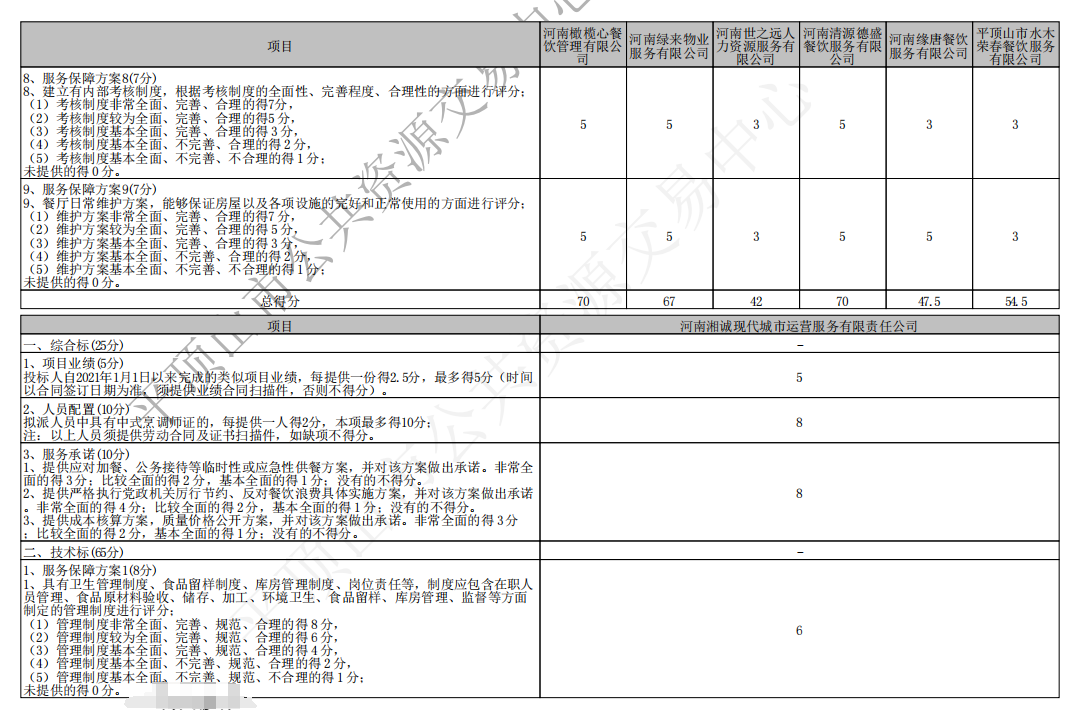 项目
河南橄榄心餐
饮管理有限公
司
河南绿来物业
服务有限公司
河南世之远人
力资源服务有
限公司
河南清源德盛
餐饮服务有限
公司
河南缘唐餐饮
服务有限公司
平顶山市水木
荣春餐饮服务
有限公司
8、服务保障方案8(7分)
8、建立有内部考核制度，根据考核制度的全面性、完善程度、合理性的方面进行评分；
（1）考核制度非常全面、完善、合理的得7分，
（2）考核制度较为全面、完善、合理的得5分，
（3）考核制度基本全面、完善、合理的得3分，
（4）考核制度基本全面、不完善、合理的得2分，
（5）考核制度基本全面、不完善、不合理的得1分；
未提供的得0分。
5 5 3 5 3 3
9、服务保障方案9(7分)
9、餐厅日常维护方案，能够保证房屋以及各项设施的完好和正常使用的方面进行评分；
（1）维护方案非常全面、完善、合理的得7分，
（2）维护方案较为全面、完善、合理的得5分，
（3）维护方案基本全面、完善、合理的得3分，
（4）维护方案基本全面、不完善、合理的得2分，
（5）维护方案基本全面、不完善、不合理的得1分；
未提供的得0分。
5 5 3 5 5 3
总得分 70 67 42 70 47.5 54.5
项目 河南湘诚现代城市运营服务有限责任公司
一、综合标(25分) -
1、项目业绩(5分)
投标人自2021年1月1日以来完成的类似项目业绩，每提供一份得2.5分，最多得5分（时间
以合同签订日期为准，须提供业绩合同扫描件，否则不得分）。
5
2、人员配置(10分)
拟派人员中具有中式烹调师证的，每提供一人得2分，本项最多得10分；
注：以上人员须提供劳动合同及证书扫描件，如缺项不得分。
8
3、服务承诺(10分)
1、提供应对加餐、公务接待等临时性或应急性供餐方案，并对该方案做出承诺。非常全
面的得3分；比较全面的得2分，基本全面的得1分；没有的不得分。
2、提供严格执行党政机关厉行节约、反对餐饮浪费具体实施方案，并对该方案做出承诺
。非常全面的得4分；比较全面的得2分，基本全面的得1分；没有的不得分。
3、提供成本核算方案，质量价格公开方案，并对该方案做出承诺。非常全面的得3分
；比较全面的得2分，基本全面的得1分；没有的不得分。
8
二、技术标(65分) -
1、服务保障方案1(8分)
1、具有卫生管理制度、食品留样制度、库房管理制度、岗位责任等，制度应包含在职人
员管理、食品原材料验收、储存、加工、环境卫生、食品留样、库房管理、监督等方面
制定的管理制度进行评分；
（1）管理制度非常全面、完善、规范、合理的得8分，
（2）管理制度较为全面、完善、规范、合理的得6分，
（3）管理制度基本全面、完善、规范、合理的得4分，
（4）管理制度基本全面、不完善、规范、合理的得2分，
（5）管理制度基本全面、不完善、规范、不合理的得1分；
未提供的得0分。
6
平顶山市公共资源交易中心
平顶山市公共资源交易中心